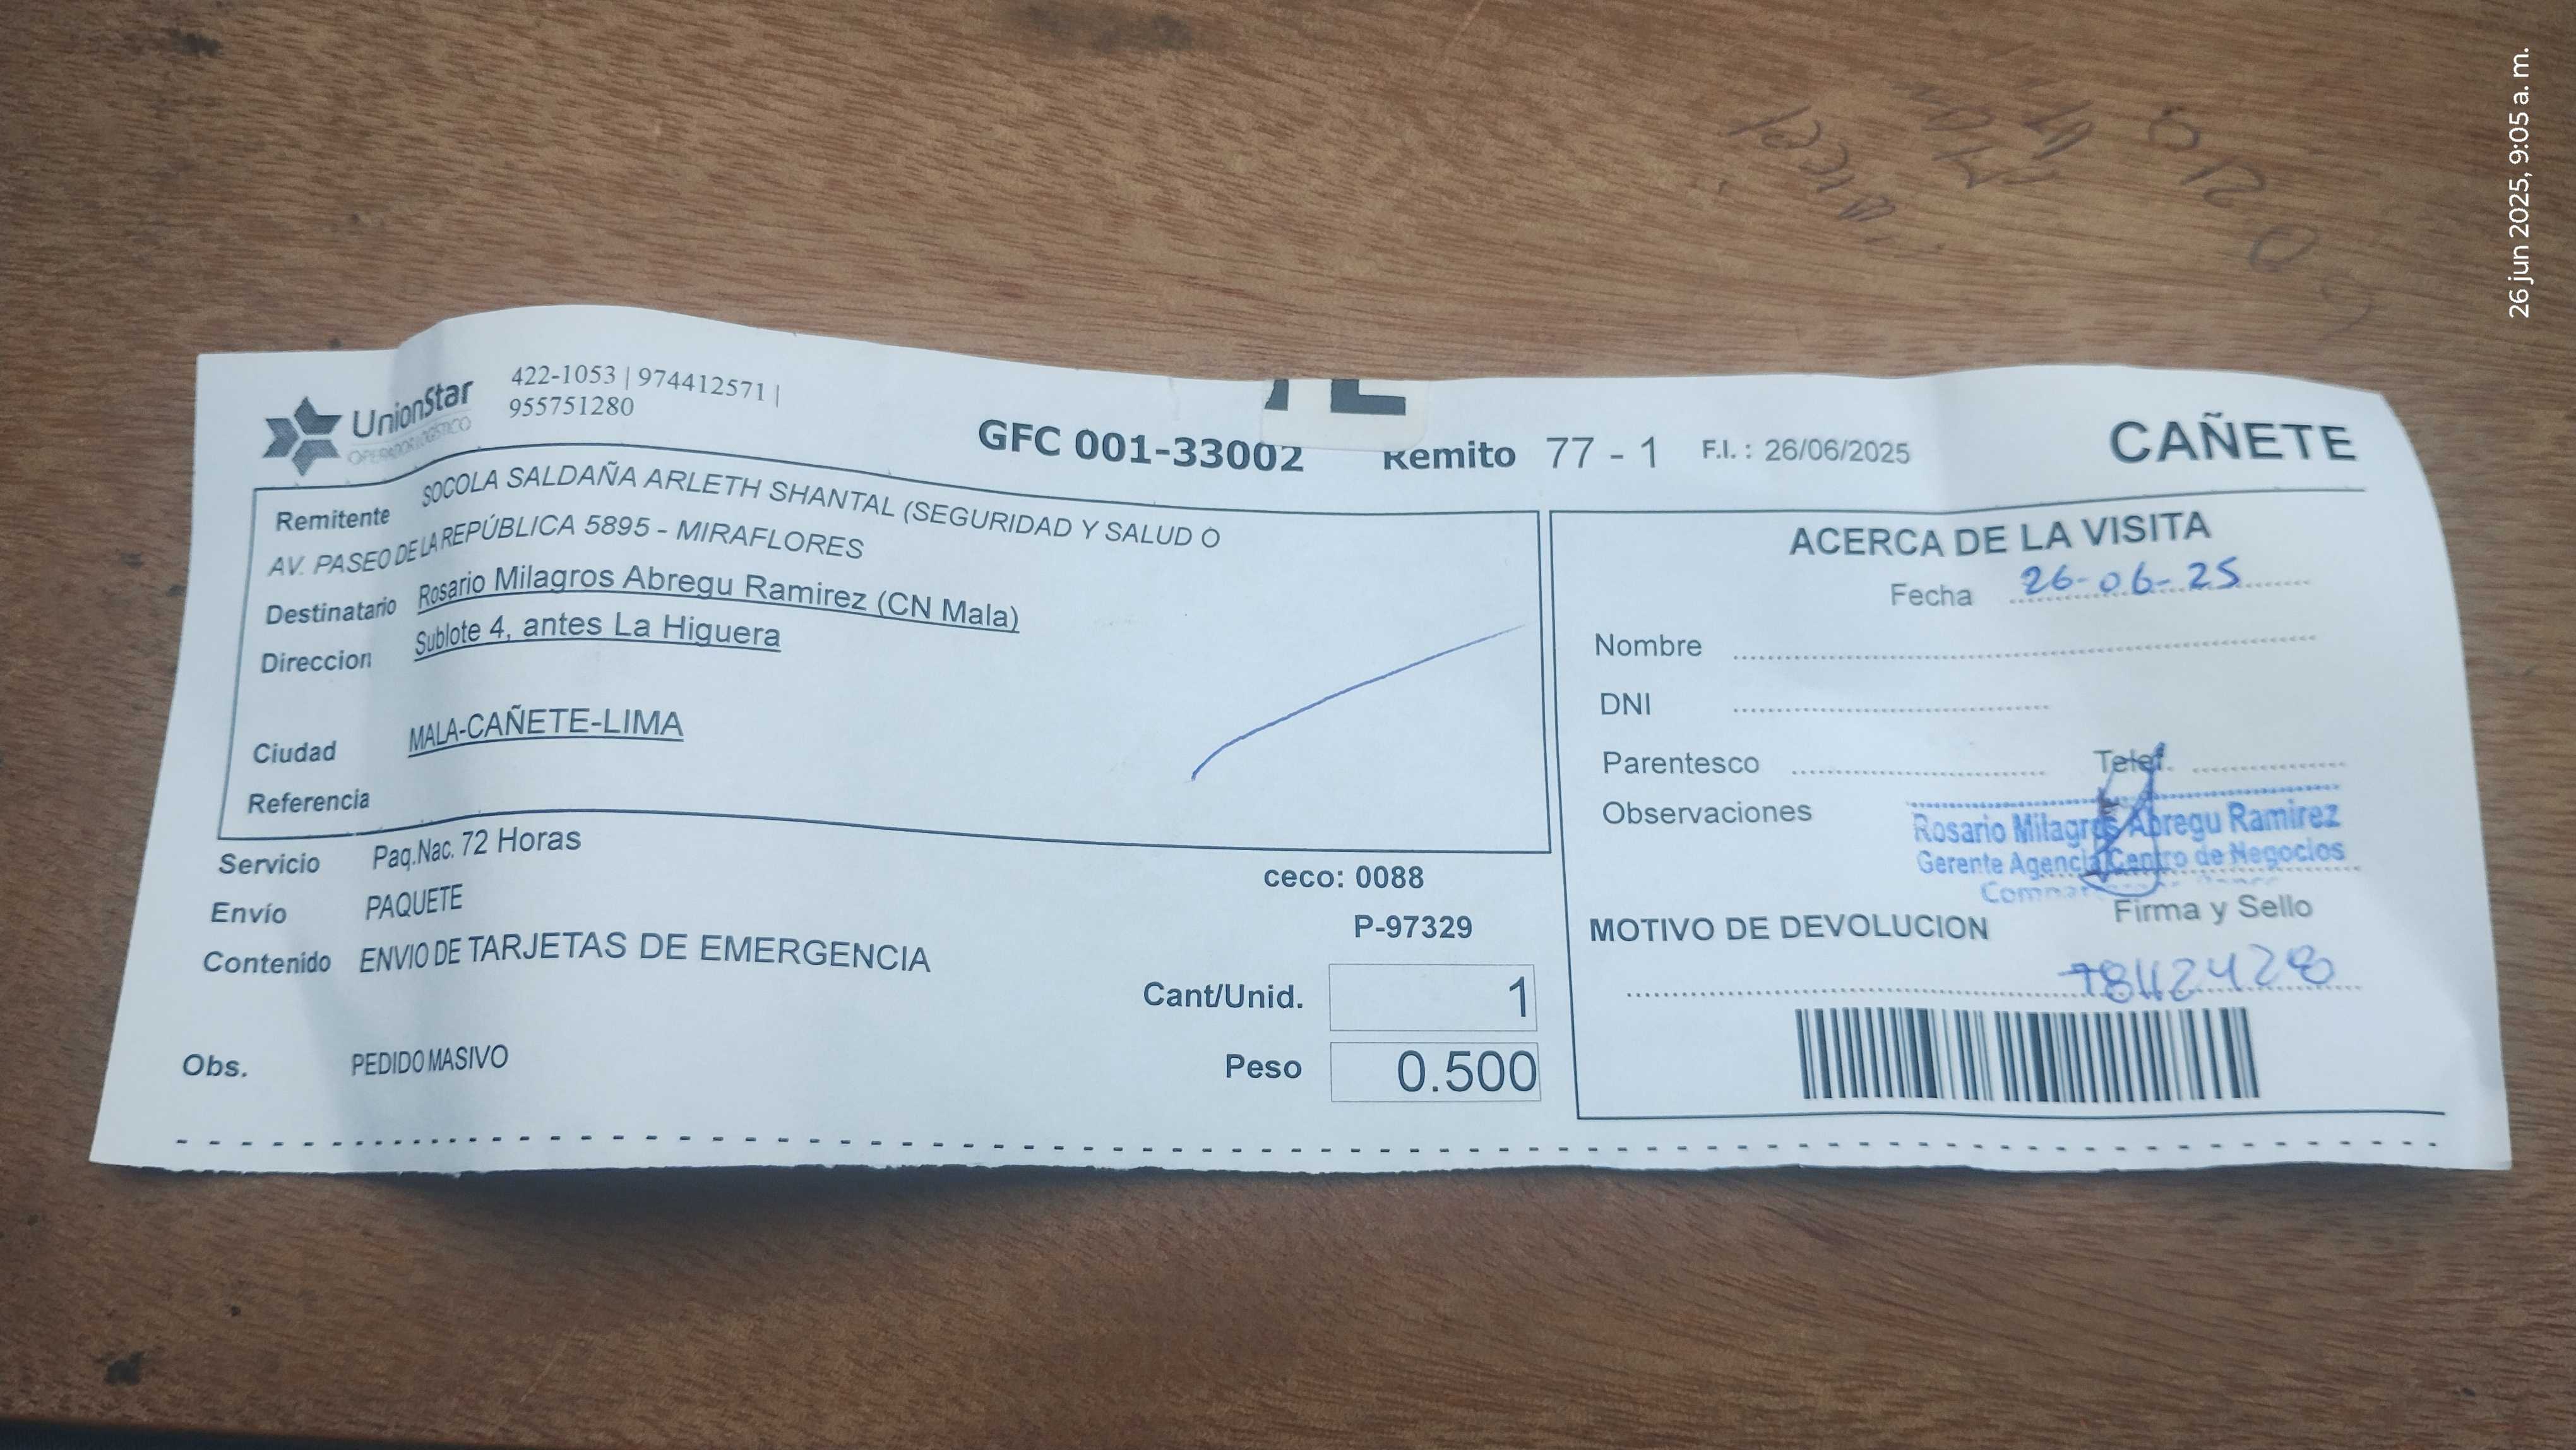 UnionStar
OPERADOR LOGÍSTICO
422-1053 | 974412571 |
955751280
GFC 001-33002
Remito 77 - 1
F.I. : 26/06/2025
CAÑETE
Remitente SOCOLA SALDAÑA ARLETH SHANTAL (SEGURIDAD Y SALUD O
AV. PASEO DE LA REPÚBLICA 5895 - MIRAFLORES
Destinatario Rosario Milagros Abregu Ramirez (CN Mala)
Direccion Sublote 4, antes La Higuera
Ciudad MALA-CAÑETE-LIMA
Referencia
Servicio Paq.Nac. 72 Horas
Envío PAQUETE
Contenido ENVIO DE TARJETAS DE EMERGENCIA
Obs. PEDIDO MASIVO
ceco: 0088
P-97329
Cant/Unid. 1
Peso 0.500
ACERCA DE LA VISITA
Fecha 26-06-25
Nombre
DNI
Parentesco Telef.
Observaciones
Rosario Milagros Abregu Ramirez
Gerente Agencia Centro de Negocios
Firma y Sello
MOTIVO DE DEVOLUCION
26 jun 2025, 9:05 a. m.